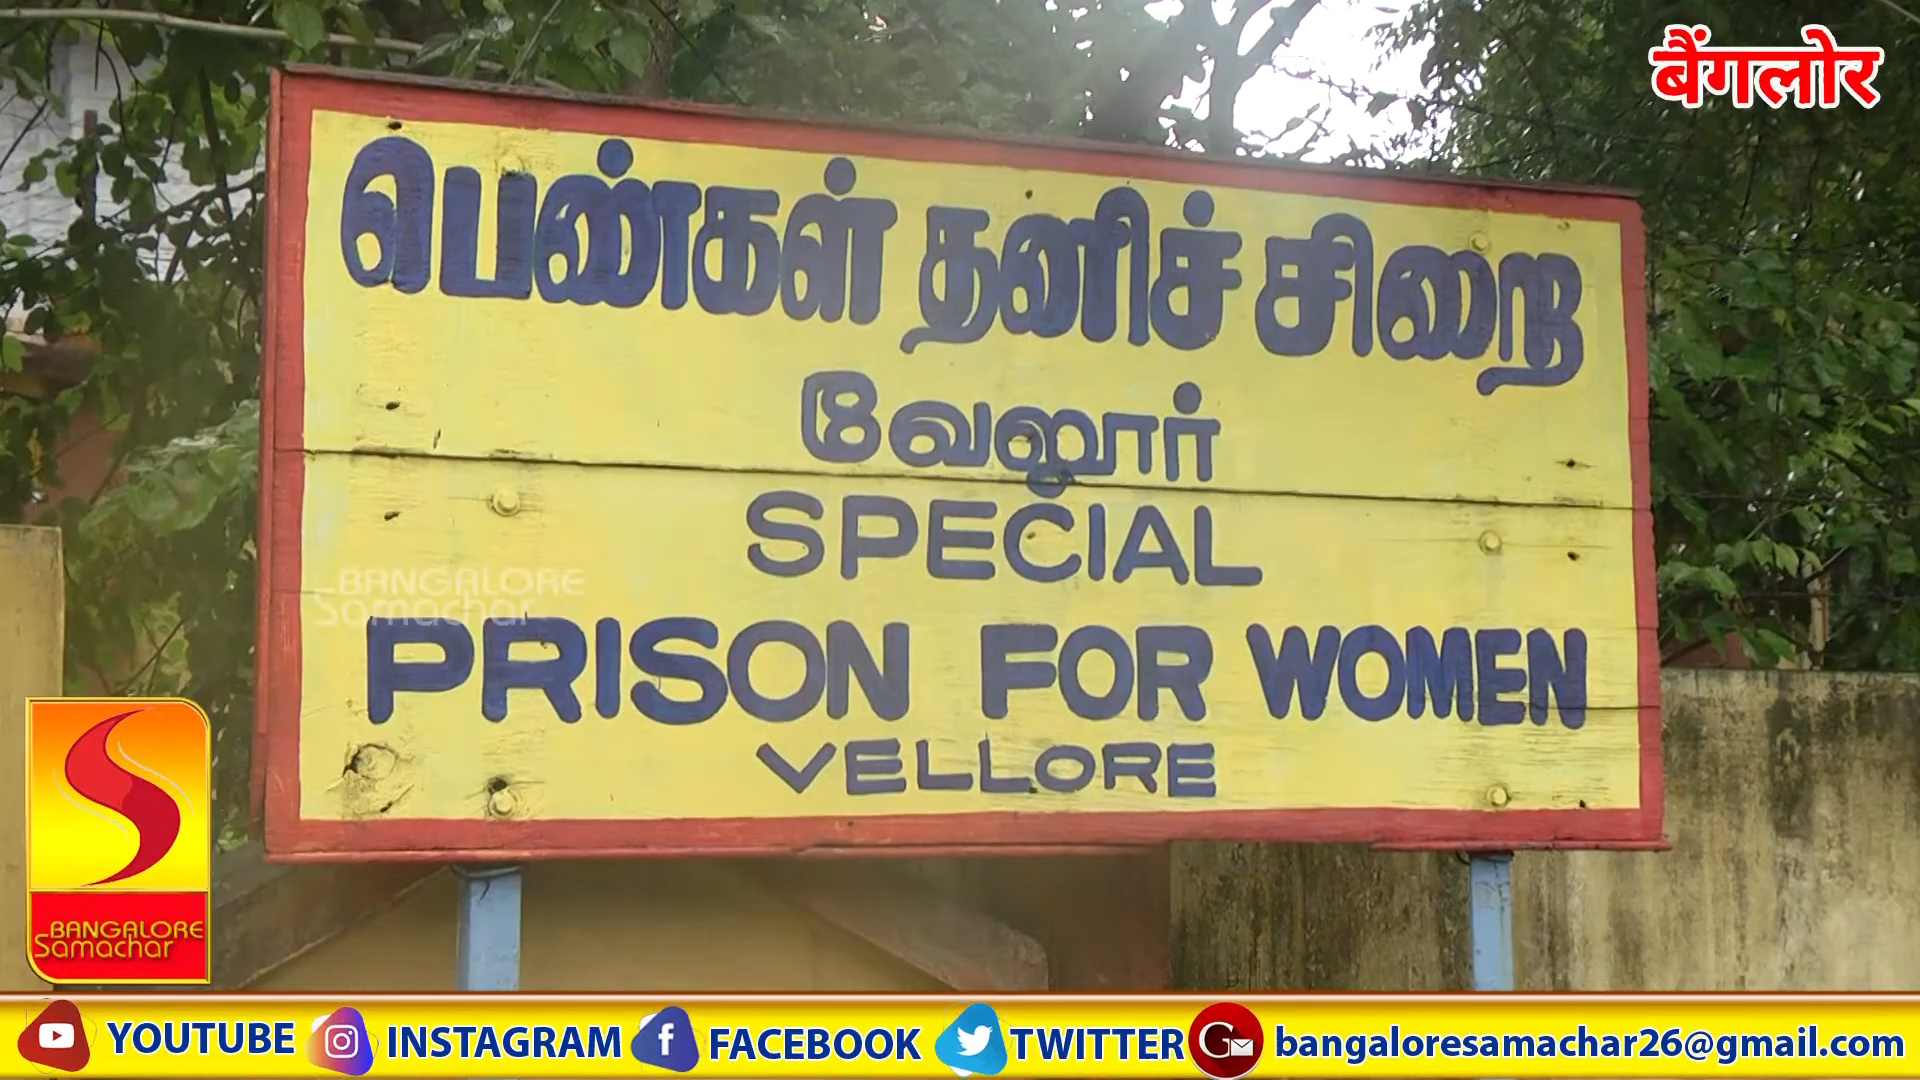 बैंगलोर
பெண்கள் தனிச் சிறை
வேலூர்
SPECIAL
BANGALORE
Samachar
PRISON FOR WOMEN
VELLORE
BANGALORE
Samachar
YOUTUBE INSTAGRAM FACEBOOK TWITTER bangaloresamachar26@gmail.com